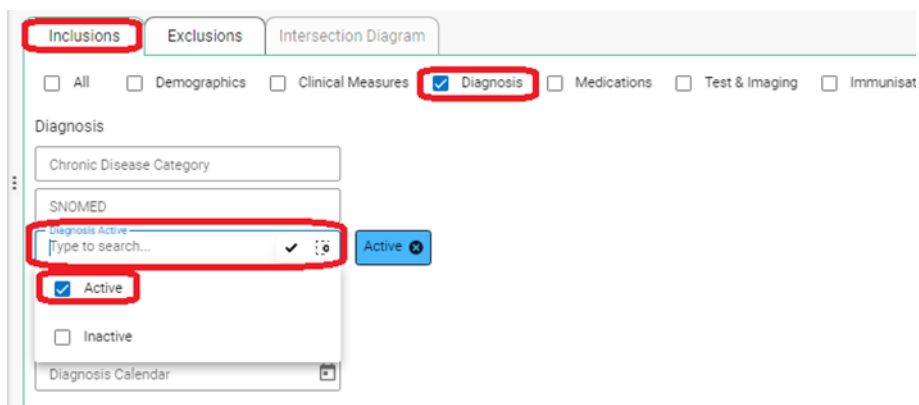 Inclusions Exclusions Intersection Diagram
All Demographics Clinical Measures Diagnosis Medications Test & Imaging Immunisat
Diagnosis
Chronic Disease Category
SNOMED
Diagnosis Active
Type to search... Active
Active
Inactive
Diagnosis Calendar